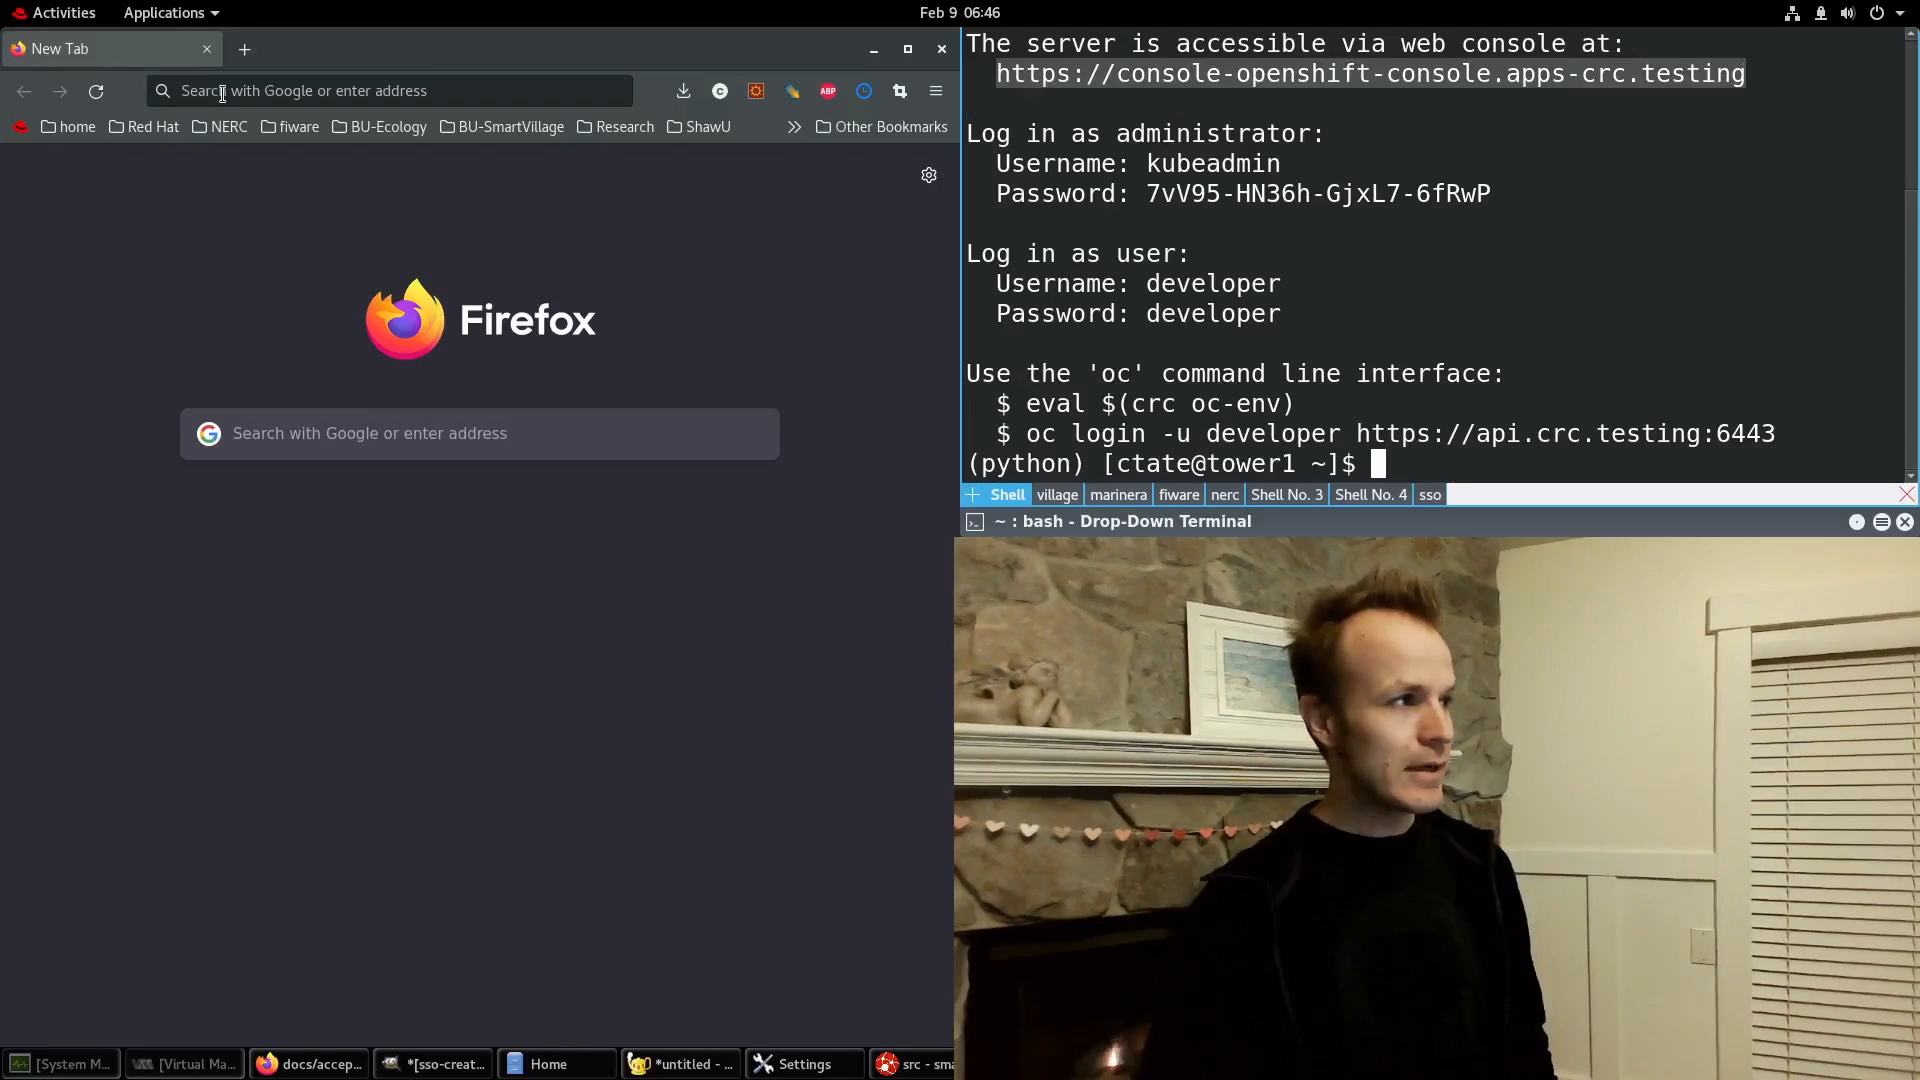 Activities Applications Feb 9 06:46
New Tab
Search with Google or enter address
ABP
home Red Hat NERC fiware BU-Ecology BU-SmartVillage Research ShawU Other Bookmarks
Firefox
Search with Google or enter address
The server is accessible via web console at:
https://console-openshift-console.apps-crc.testing
Log in as administrator:
Username: kubeadmin
Password: 7vV95-HN36h-GjxL7-6fRwP
Log in as user:
Username: developer
Password: developer
Use the 'oc' command line interface:
$ eval $(crc oc-env)
$ oc login -u developer https://api.crc.testing:6443
(python) [ctate@tower1 ~]$
Shell village marinera fiware nerc Shell No. 3 Shell No. 4 sso
~ : bash - Drop-Down Terminal
[System M... [Virtual Ma... docs/accep... *[sso-creat... Home *untitled - ... Settings src - sma